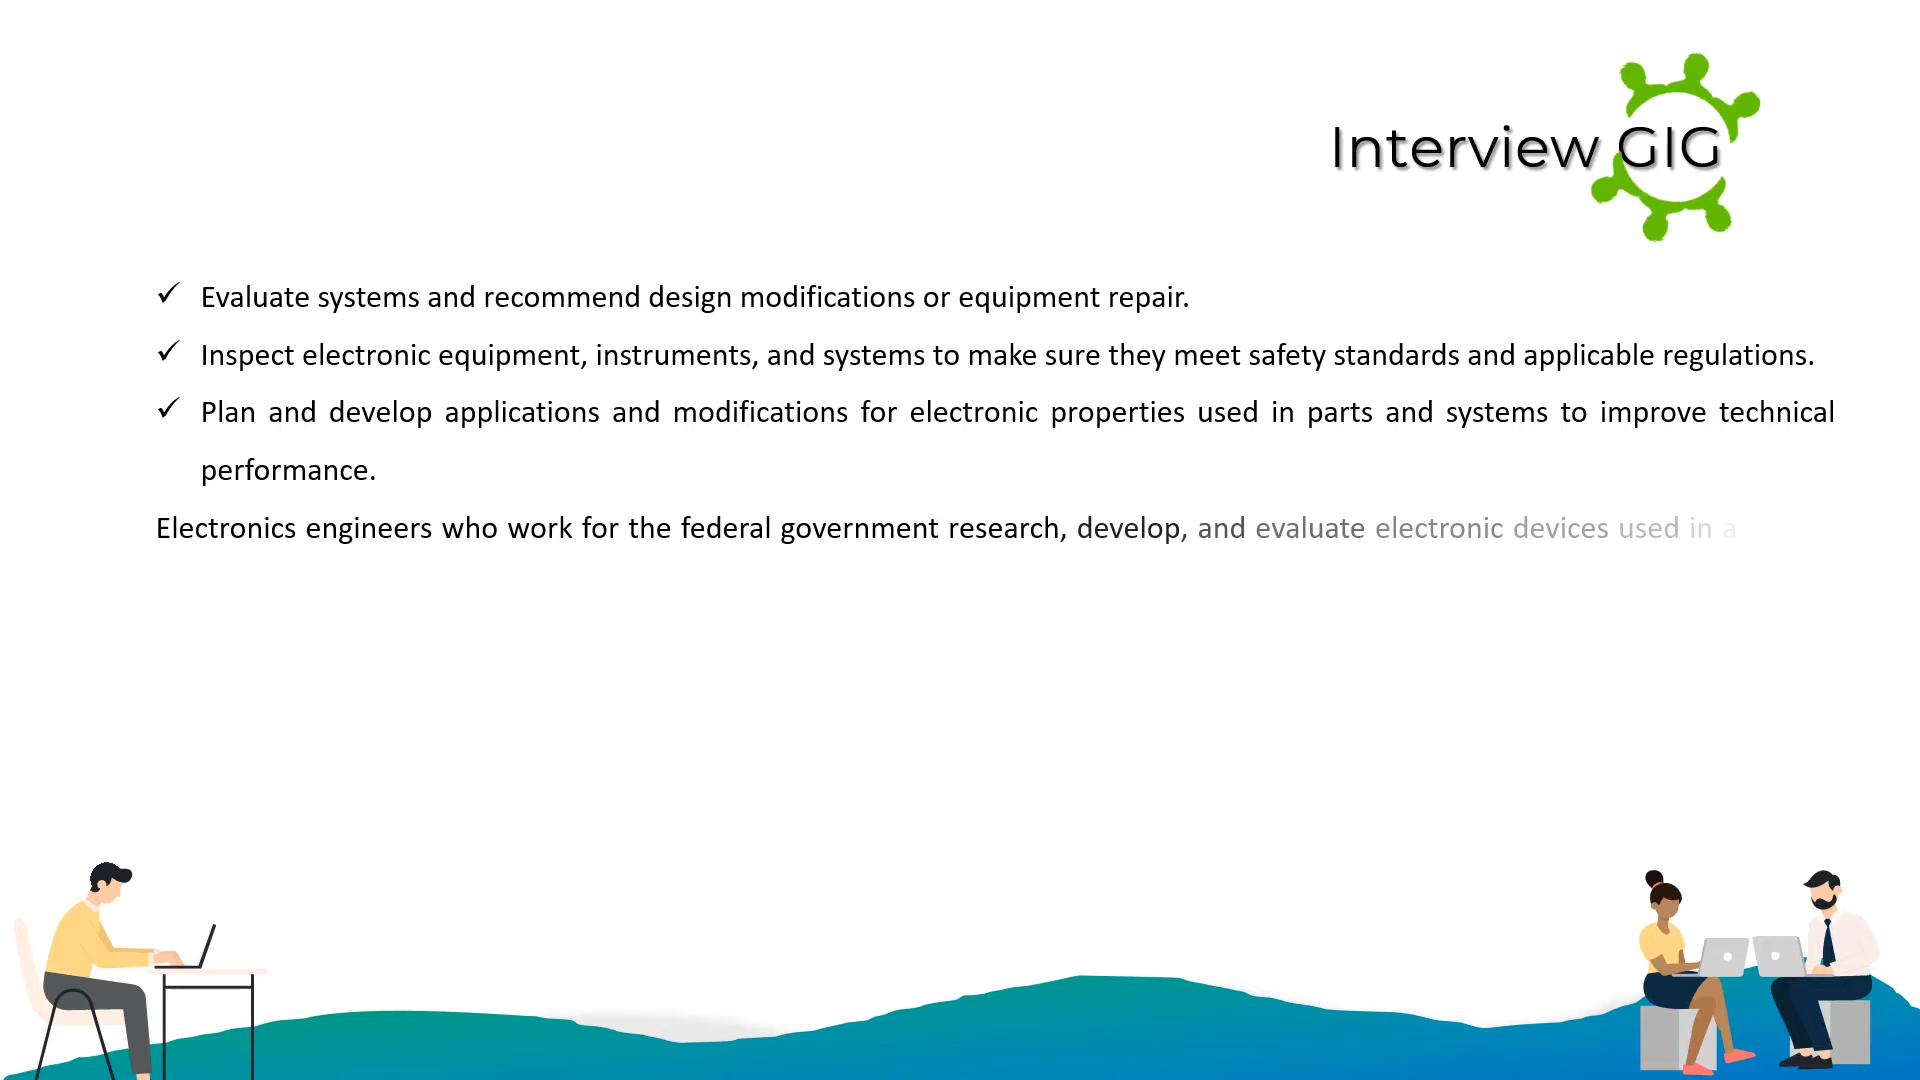 Interview GIG
Evaluate systems and recommend design modifications or equipment repair.
Inspect electronic equipment, instruments, and systems to make sure they meet safety standards and applicable regulations.
Plan and develop applications and modifications for electronic properties used in parts and systems to improve technical
performance.
Electronics engineers who work for the federal government research, develop, and evaluate electronic devices used in a